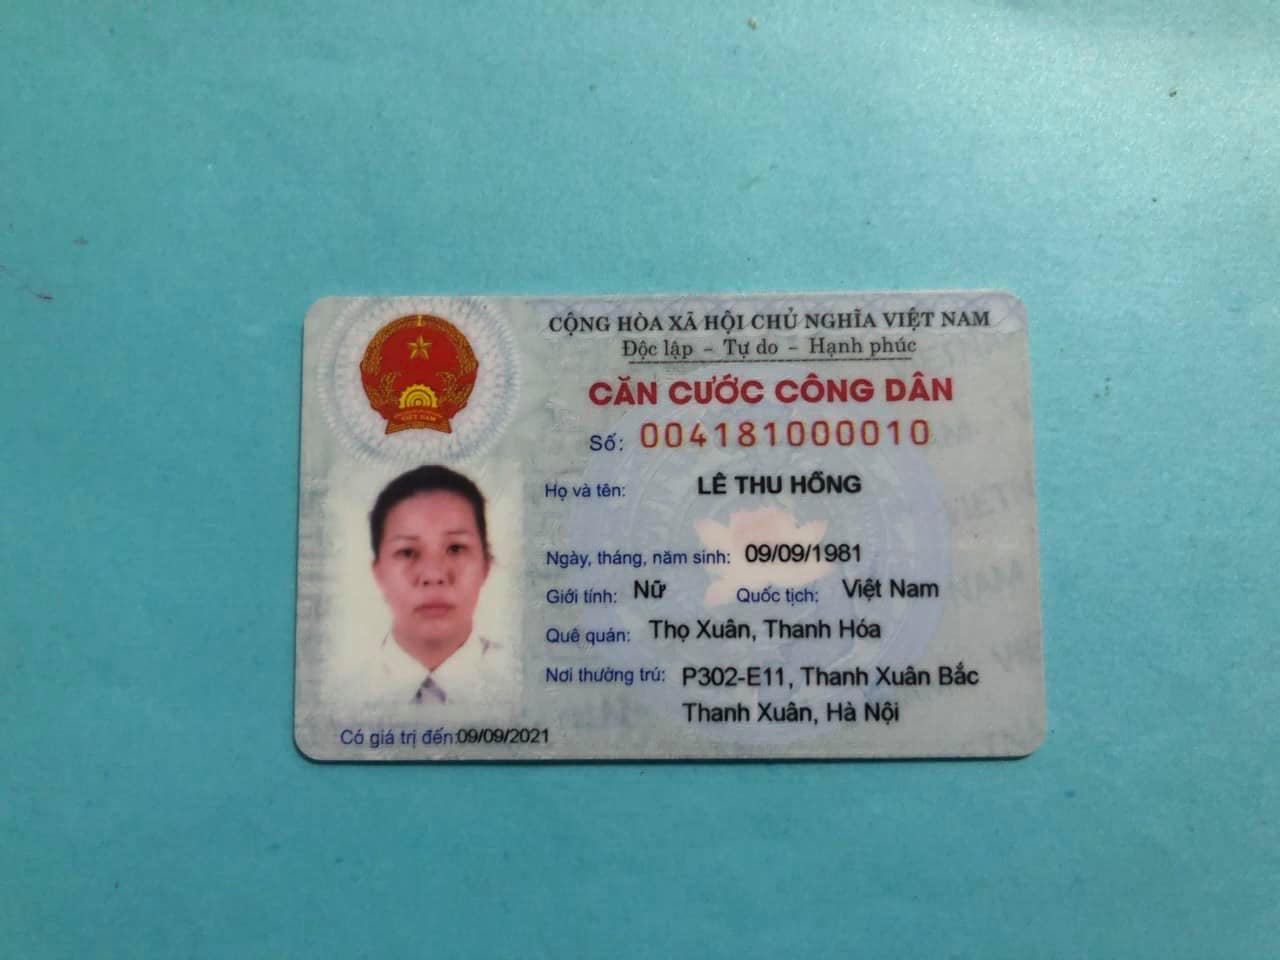 CỘNG HÒA XÃ HỘI CHỦ NGHĨA VIỆT NAM
Độc lập - Tự do - Hạnh phúc
CĂN CƯỚC CÔNG DÂN
Số: 004181000010
Họ và tên: LÊ THU HỒNG
Ngày, tháng, năm sinh: 09/09/1981
Giới tính: Nữ Quốc tịch: Việt Nam
Quê quán: Thọ Xuân, Thanh Hóa
Nơi thường trú: P302-E11, Thanh Xuân Bắc
Thanh Xuân, Hà Nội
Có giá trị đến: 09/09/2021